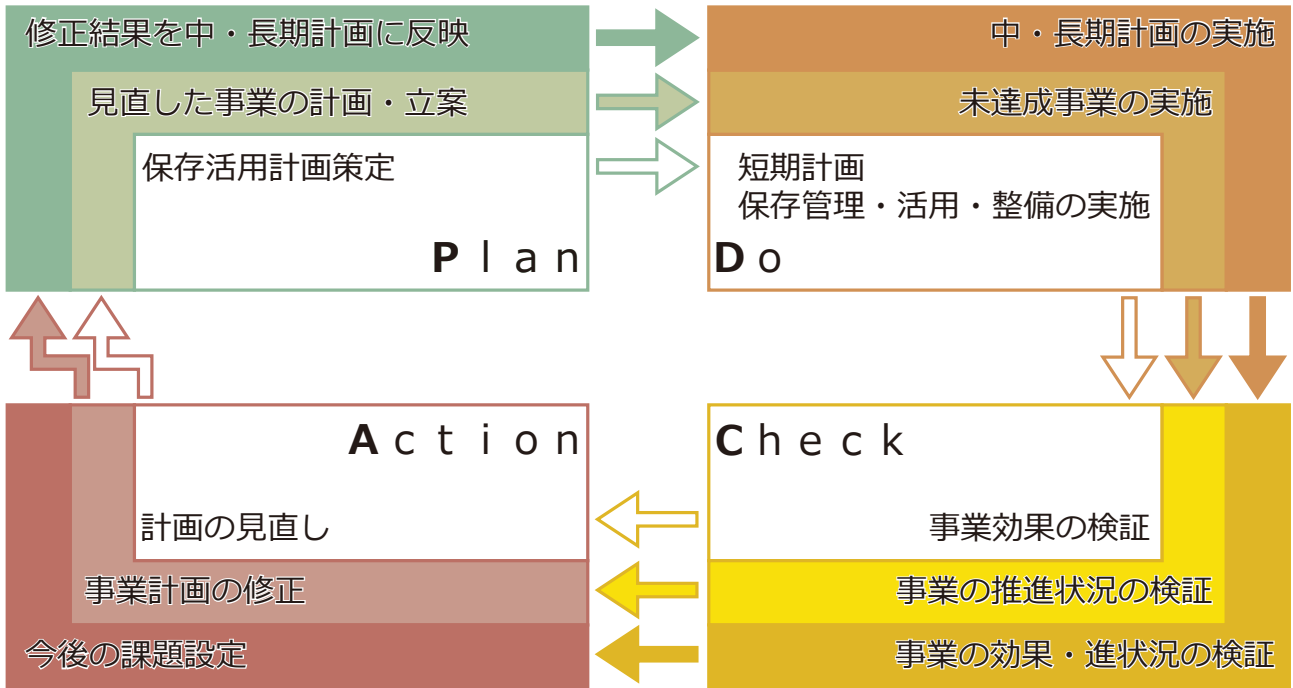 修正結果を中・長期計画に反映
見直した事業の計画・立案
保存活用計画策定
Plan
中・長期計画の実施
未達成事業の実施
短期計画
保存管理・活用・整備の実施
Do
Action
計画の見直し
事業計画の修正
今後の課題設定
Check
事業効果の検証
事業の推進状況の検証
事業の効果・進状況の検証